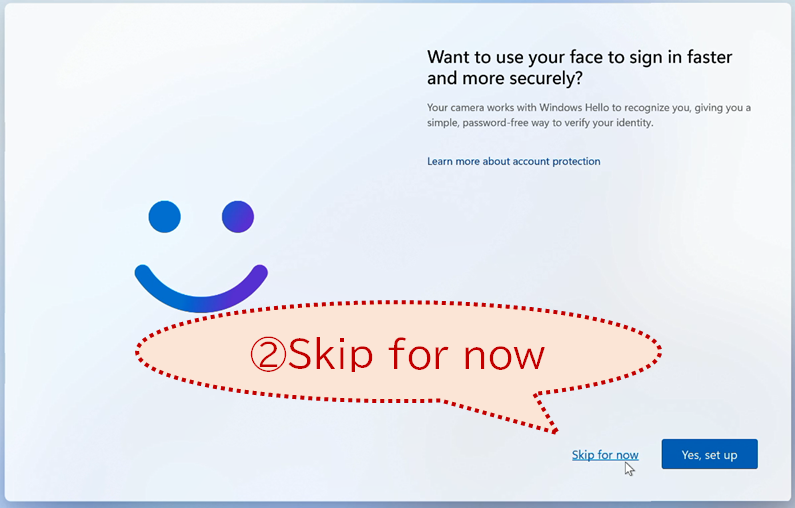 Want to use your face to sign in faster
and more securely?
Your camera works with Windows Hello to recognize you, giving you a
simple, password-free way to verify your identity.
Learn more about account protection
②Skip for now
Skip for now
Yes, set up